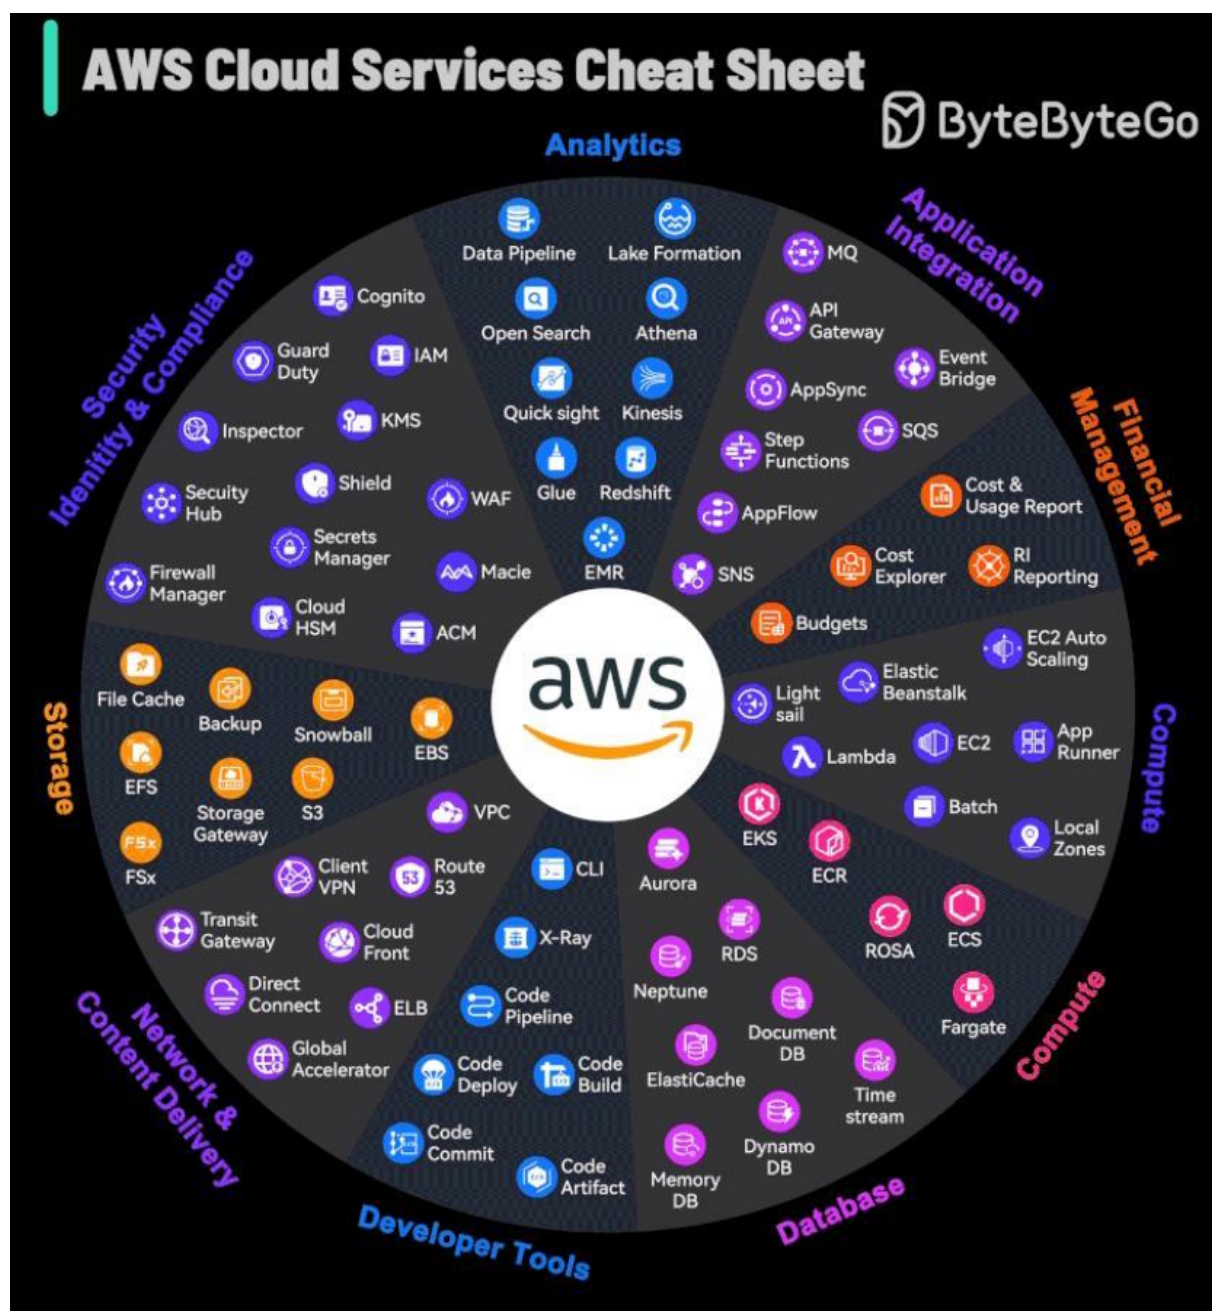 AWS Cloud Services Cheat Sheet
ByteByteGo
Analytics
Data Pipeline
Lake Formation
Open Search
Athena
Quick sight
Kinesis
Glue
Redshift
EMR
Application
Integration
MQ
API
Gateway
Event
Bridge
AppSync
SQS
Step
Functions
AppFlow
SNS
Financial
Management
Cost &
Usage Report
Cost
Explorer
RI
Reporting
Budgets
Compute
EC2 Auto
Scaling
Elastic
Beanstalk
Light
sail
EC2
App
Runner
Lambda
Batch
Local
Zones
Compute
EKS
ECR
ROSA
ECS
Fargate
Database
Aurora
RDS
Neptune
Document
DB
ElastiCache
Time
stream
Dynamo
DB
Memory
DB
Developer Tools
CLI
X-Ray
Code
Pipeline
Code
Deploy
Code
Build
Code
Commit
Code
Artifact
Network &
Content Delivery
VPC
Client
VPN
Route
53
53
Transit
Gateway
Cloud
Front
Direct
Connect
ELB
Global
Accelerator
Storage
File Cache
Backup
Snowball
EBS
EFS
Storage
Gateway
S3
FSx
FSx
Security
Idenitity & Compliance
Cognito
Guard
Duty
IAM
Inspector
KMS
Secuity
Hub
Shield
WAF
Secrets
Manager
Macie
Firewall
Manager
Cloud
HSM
ACM
aws
API